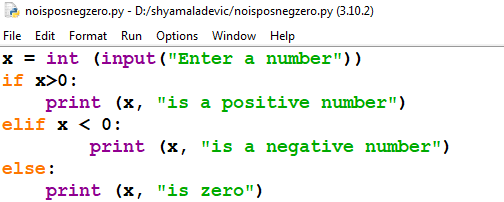 noisposnegzero.py - D:/shyamaladevic/noisposnegzero.py (3.10.2)
File Edit Format Run Options Window Help
x = int (input("Enter a number"))
if x>0:
    print (x, "is a positive number")
elif x < 0:
        print (x, "is a negative number")
else:
    print (x, "is zero")